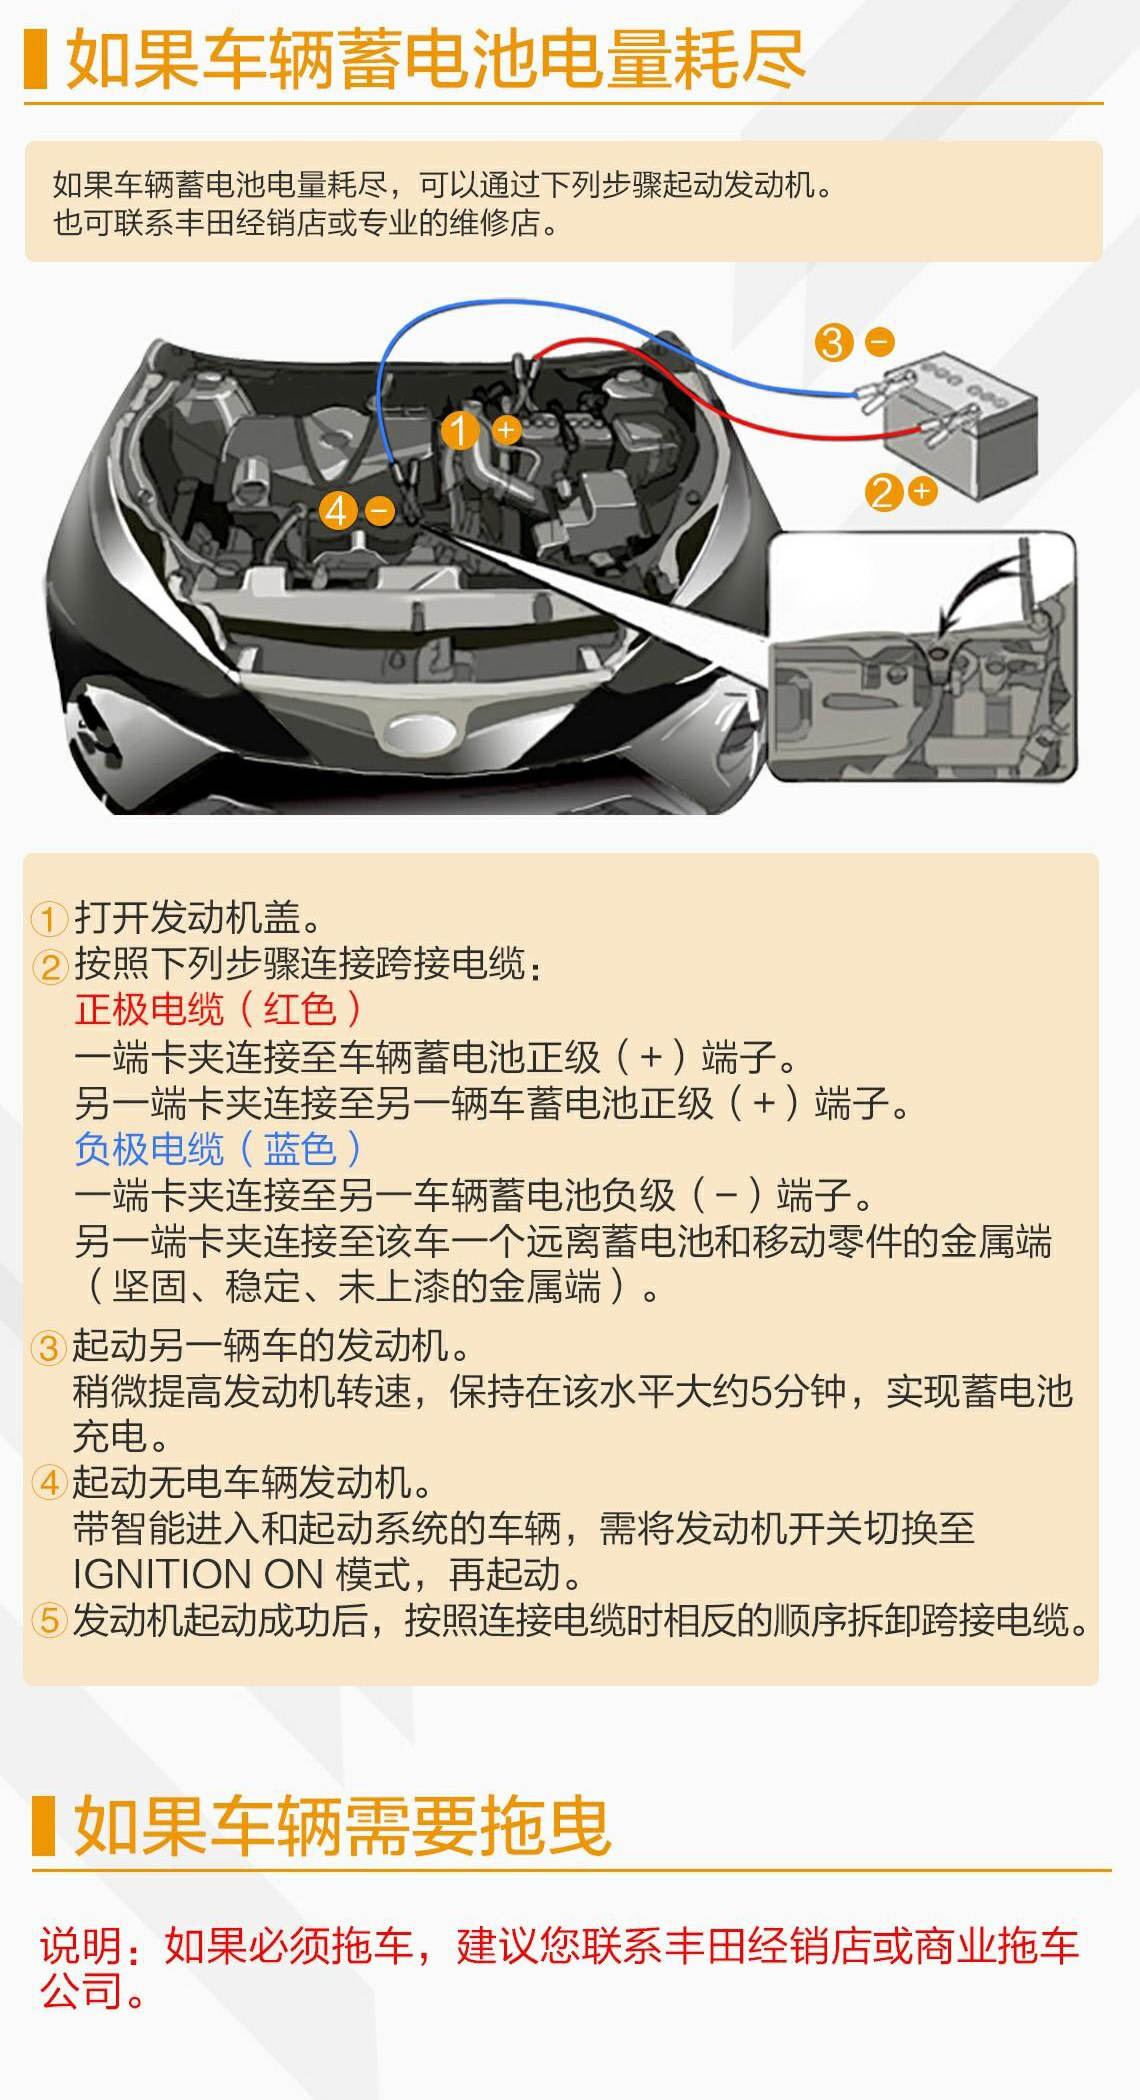 如果车辆蓄电池电量耗尽
如果车辆蓄电池电量耗尽，可以通过下列步骤起动发动机。
也可联系丰田经销店或专业的维修店。
3 −
1 +
2 +
4 −
①打开发动机盖。
②按照下列步骤连接跨接电缆：
正极电缆（红色）
一端卡夹连接至车辆蓄电池正级（+）端子。
另一端卡夹连接至另一辆车蓄电池正级（+）端子。
负极电缆（蓝色）
一端卡夹连接至另一车辆蓄电池负级（−）端子。
另一端卡夹连接至该车一个远离蓄电池和移动零件的金属端
（坚固、稳定、未上漆的金属端）。
③起动另一辆车的发动机。
稍微提高发动机转速，保持在该水平大约5分钟，实现蓄电池
充电。
④起动无电车辆发动机。
带智能进入和起动系统的车辆，需将发动机开关切换至
IGNITION ON 模式，再起动。
⑤发动机起动成功后，按照连接电缆时相反的顺序拆卸跨接电缆。
如果车辆需要拖曳
说明：如果必须拖车，建议您联系丰田经销店或商业拖车
公司。